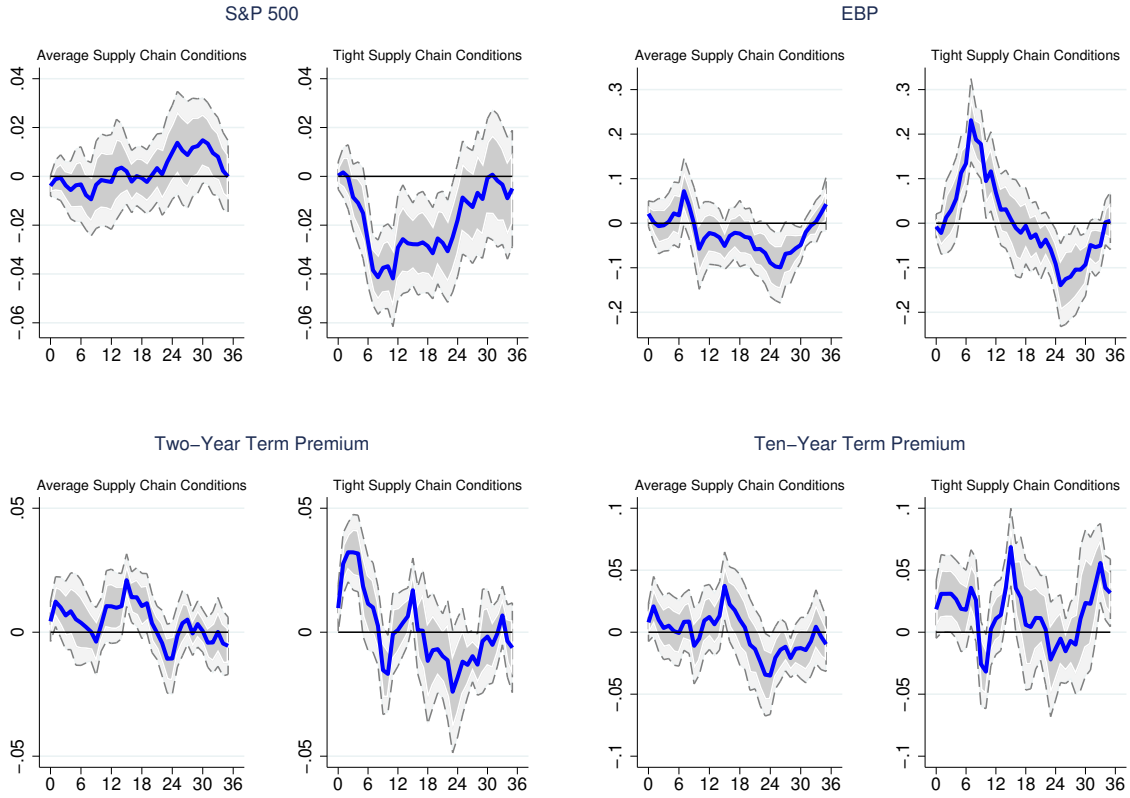 S&P 500
EBP
Average Supply Chain Conditions
Tight Supply Chain Conditions
Average Supply Chain Conditions
Tight Supply Chain Conditions
.04
.02
0
−.02
−.04
−.06
0 6 12 18 24 30 36
.04
.02
0
−.02
−.04
−.06
0 6 12 18 24 30 36
.3
.2
.1
0
−.1
−.2
0 6 12 18 24 30 36
.3
.2
.1
0
−.1
−.2
0 6 12 18 24 30 36
Two−Year Term Premium
Ten−Year Term Premium
Average Supply Chain Conditions
Tight Supply Chain Conditions
Average Supply Chain Conditions
Tight Supply Chain Conditions
.05
0
−.05
0 6 12 18 24 30 36
.05
0
−.05
0 6 12 18 24 30 36
.1
.05
0
−.05
−.1
0 6 12 18 24 30 36
.1
.05
0
−.05
−.1
0 6 12 18 24 30 36